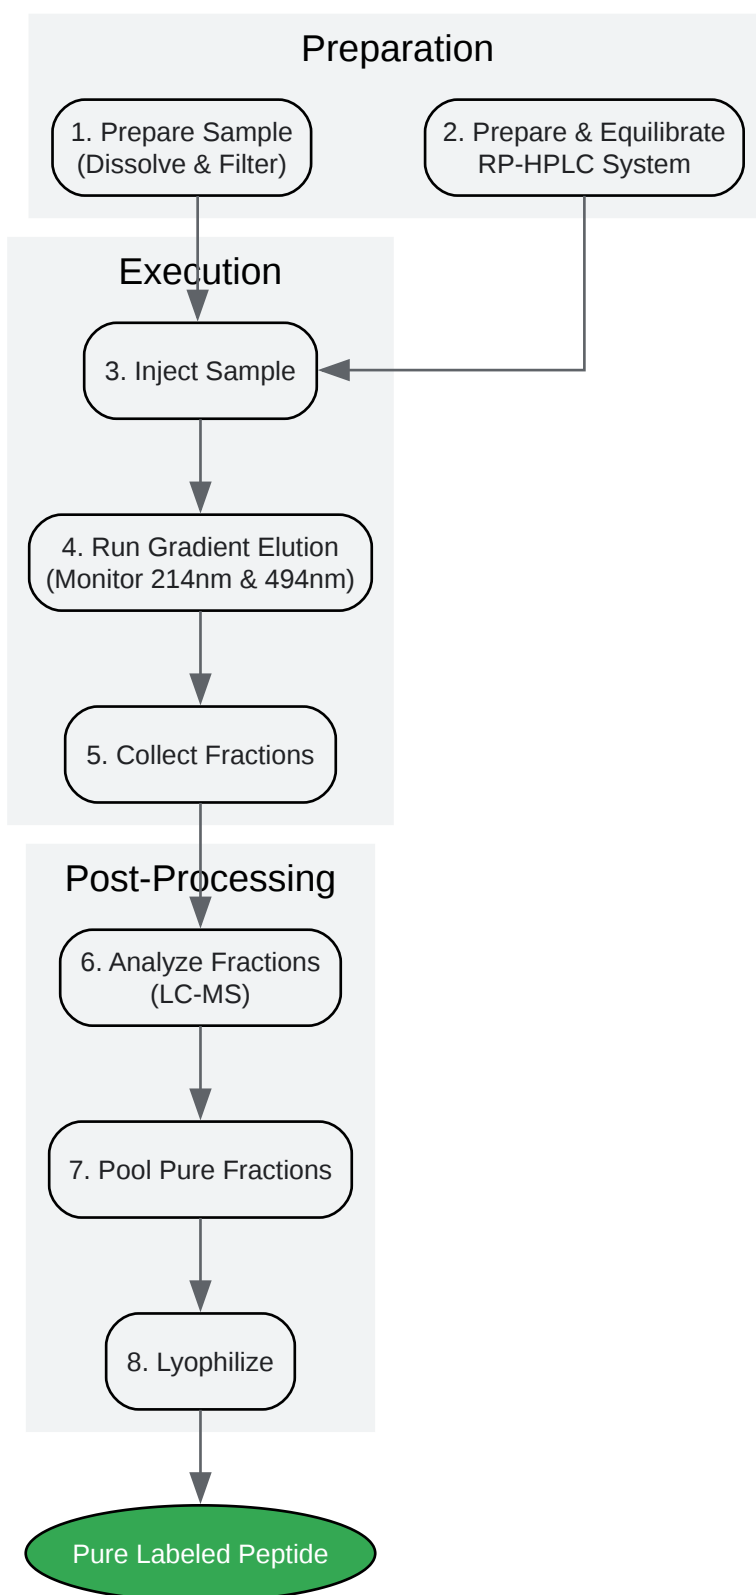 Preparation
1. Prepare Sample
(Dissolve & Filter)
2. Prepare & Equilibrate
RP-HPLC System
Execution
3. Inject Sample
4. Run Gradient Elution
(Monitor 214nm & 494nm)
5. Collect Fractions
Post-Processing
6. Analyze Fractions
(LC-MS)
7. Pool Pure Fractions
8. Lyophilize
Pure Labeled Peptide